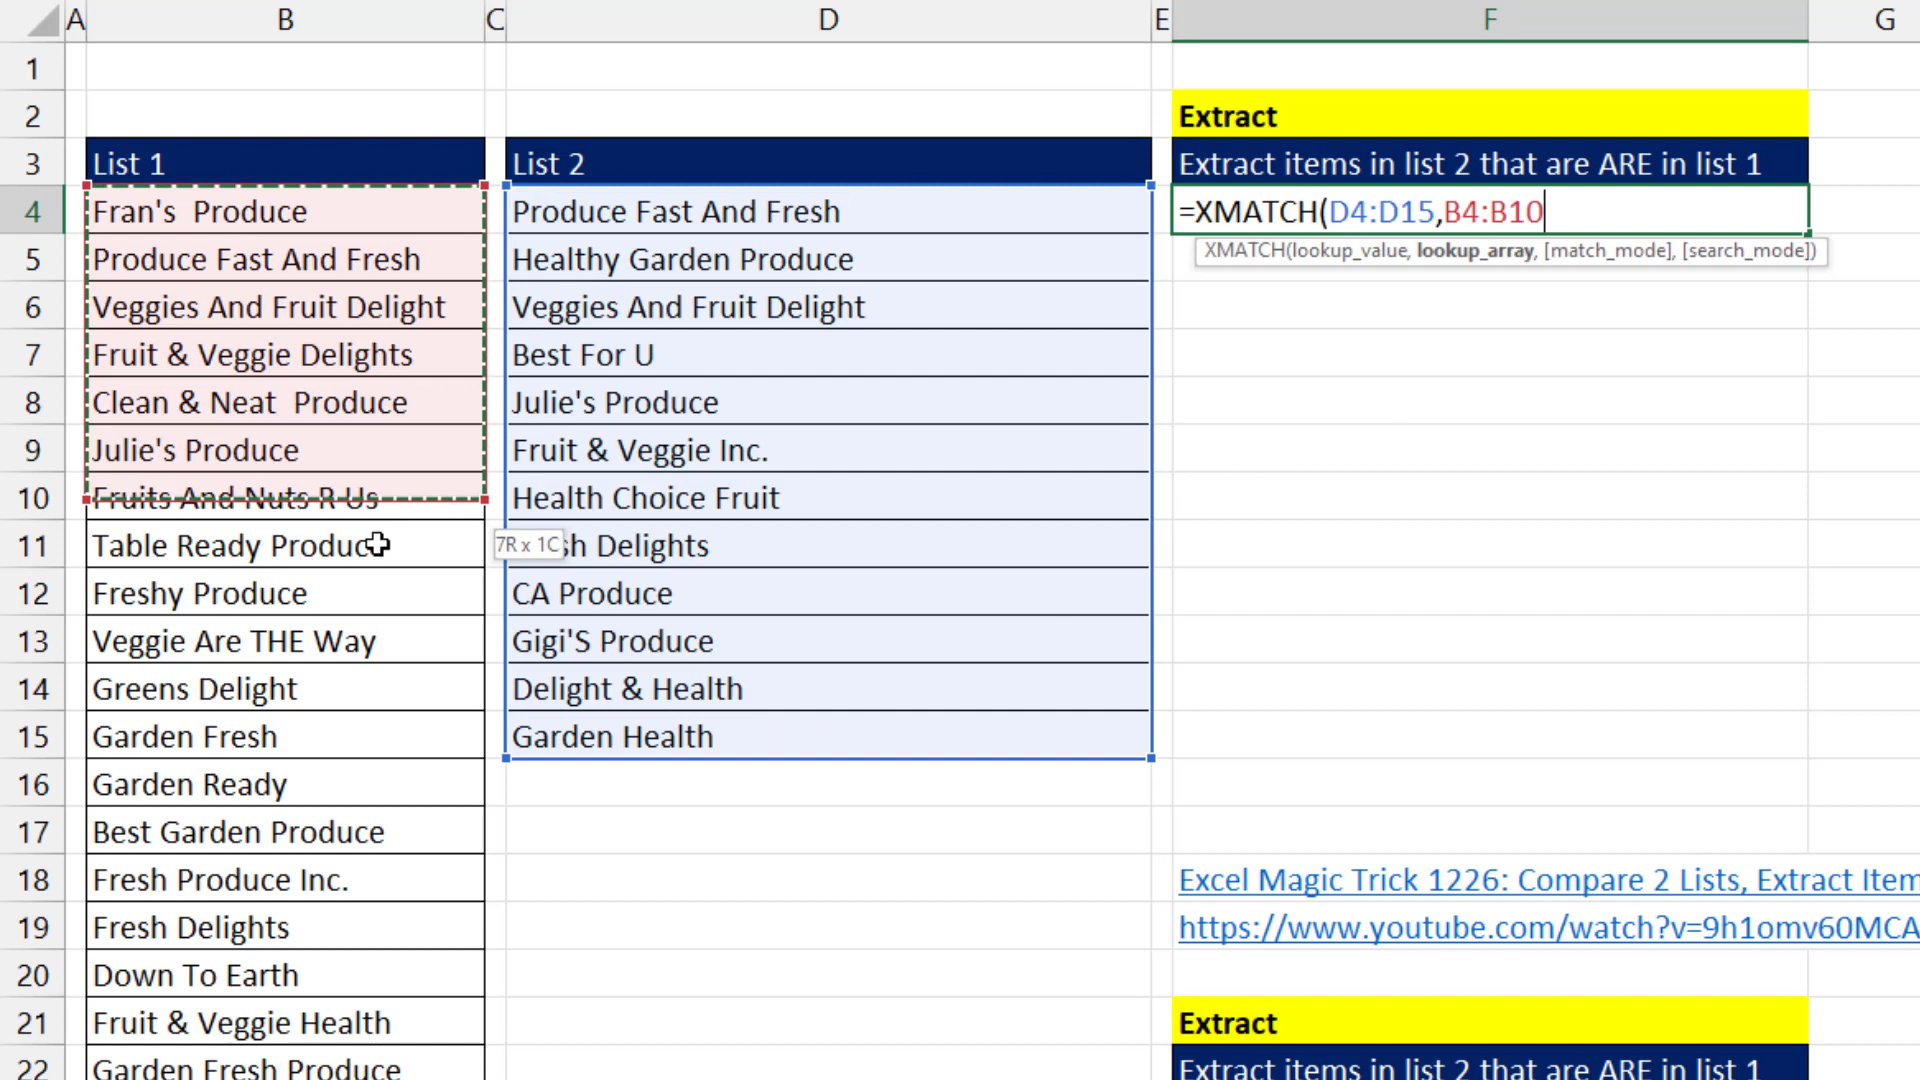 A B C D E F G
1
2 Extract
3 List 1 List 2 Extract items in list 2 that are ARE in list 1
4 Fran's  Produce Produce Fast And Fresh =XMATCH(D4:D15,B4:B10
XMATCH(lookup_value, lookup_array, [match_mode], [search_mode])
5 Produce Fast And Fresh Healthy Garden Produce
6 Veggies And Fruit Delight Veggies And Fruit Delight
7 Fruit & Veggie Delights Best For U
8 Clean & Neat  Produce Julie's Produce
9 Julie's Produce Fruit & Veggie Inc.
10 Fruits And Nuts R Us Health Choice Fruit
11 Table Ready Produc 7R x 1C sh Delights
12 Freshy Produce CA Produce
13 Veggie Are THE Way Gigi'S Produce
14 Greens Delight Delight & Health
15 Garden Fresh Garden Health
16 Garden Ready
17 Best Garden Produce
18 Fresh Produce Inc. Excel Magic Trick 1226: Compare 2 Lists, Extract Item
19 Fresh Delights https://www.youtube.com/watch?v=9h1omv60MCA
20 Down To Earth
21 Fruit & Veggie Health Extract
22 Garden Fresh Produce Extract items in list 2 that are ARE in list 1